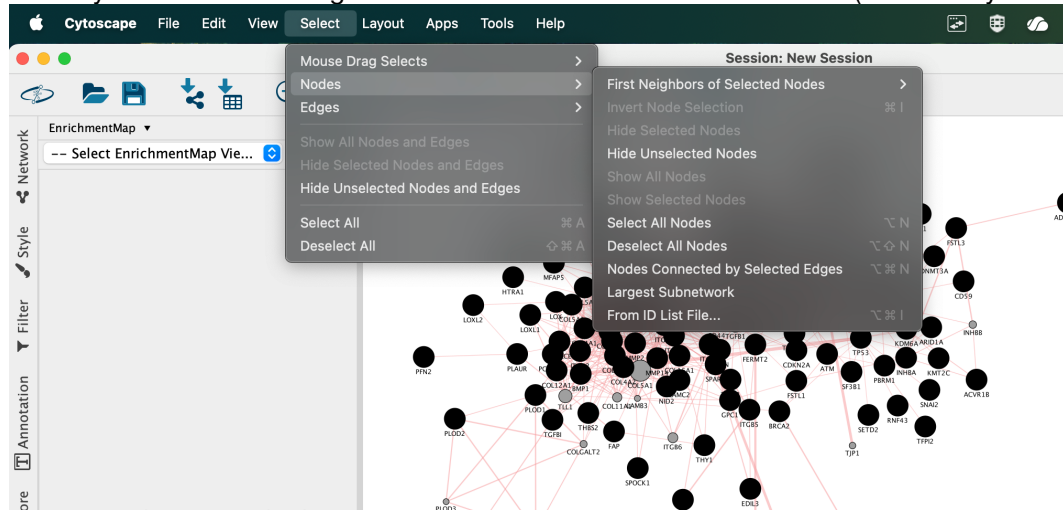 Cytoscape File Edit View Select Layout Apps Tools Help
Session: New Session
Mouse Drag Selects
Nodes
Edges
Show All Nodes and Edges
Hide Selected Nodes and Edges
Hide Unselected Nodes and Edges
Select All ⌘ A
Deselect All ⇧ ⌘ A
First Neighbors of Selected Nodes
Invert Node Selection ⌘ I
Hide Selected Nodes
Hide Unselected Nodes
Show All Nodes
Show Selected Nodes
Select All Nodes ⌥ N
Deselect All Nodes ⌥ ⇧ N
Nodes Connected by Selected Edges ⌥ ⌘ N
Largest Subnetwork
From ID List File... ⌥ ⌘ I
EnrichmentMap ▼
-- Select EnrichmentMap Vie...
Network
Style
Filter
Annotation
FSTL3
CD59
INHBB
MFAP5
HTRA1
LOXL2
LOXL1
LOX
PFN2
PLAUR
COL12A1
BMP1
COL5A1
PLOD1
TLL1
COL11A1
LAMB3
NID2
FERMT2
CDKN2A
ATM
TP53
KDM6A
ARID1A
INHBA
KMT2C
SF3B1
PBRM1
ACVR1B
FSTL1
SNAI2
GPC1
ITGB5
BRCA2
SETD2
RNF43
TFPI2
PLOD2
TGFBI
THBS2
FAP
COLGALT2
ITGB6
THY1
TJP1
SPOCK1
EDIL3
PLOD3